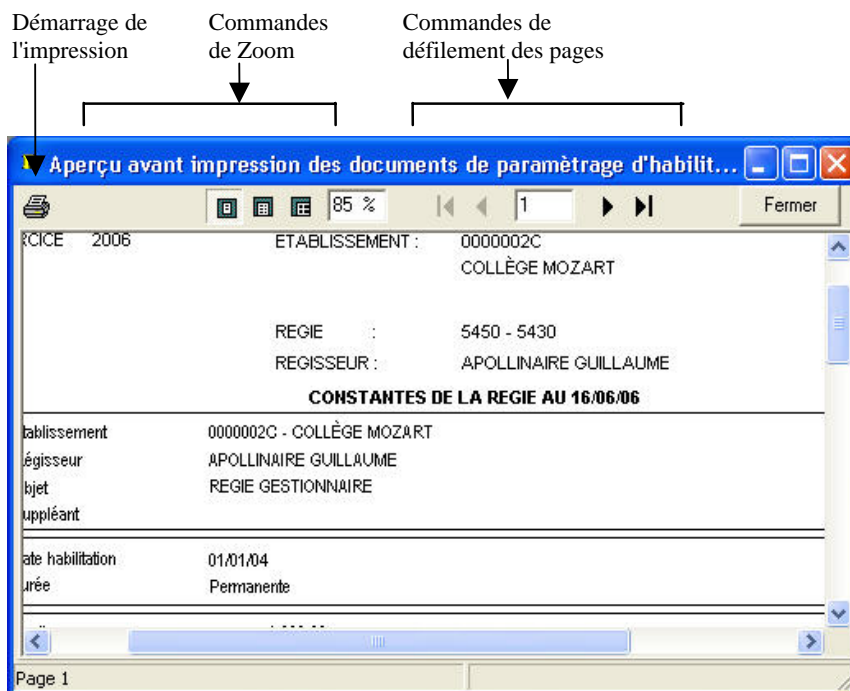 Démarrage de l'impression
Commandes de Zoom
Commandes de défilement des pages
Aperçu avant impression des documents de paramètrage d'habilit...
85 % 1 Fermer
RCICE 2006 ETABLISSEMENT : 0000002C
COLLÈGE MOZART
REGIE : 5450 - 5430
REGISSEUR : APOLLINAIRE GUILLAUME
CONSTANTES DE LA REGIE AU 16/06/06
tablissement 0000002C - COLLÈGE MOZART
égisseur APOLLINAIRE GUILLAUME
bjet REGIE GESTIONNAIRE
uppléant
ate habilitation 01/01/04
urée Permanente
Page 1